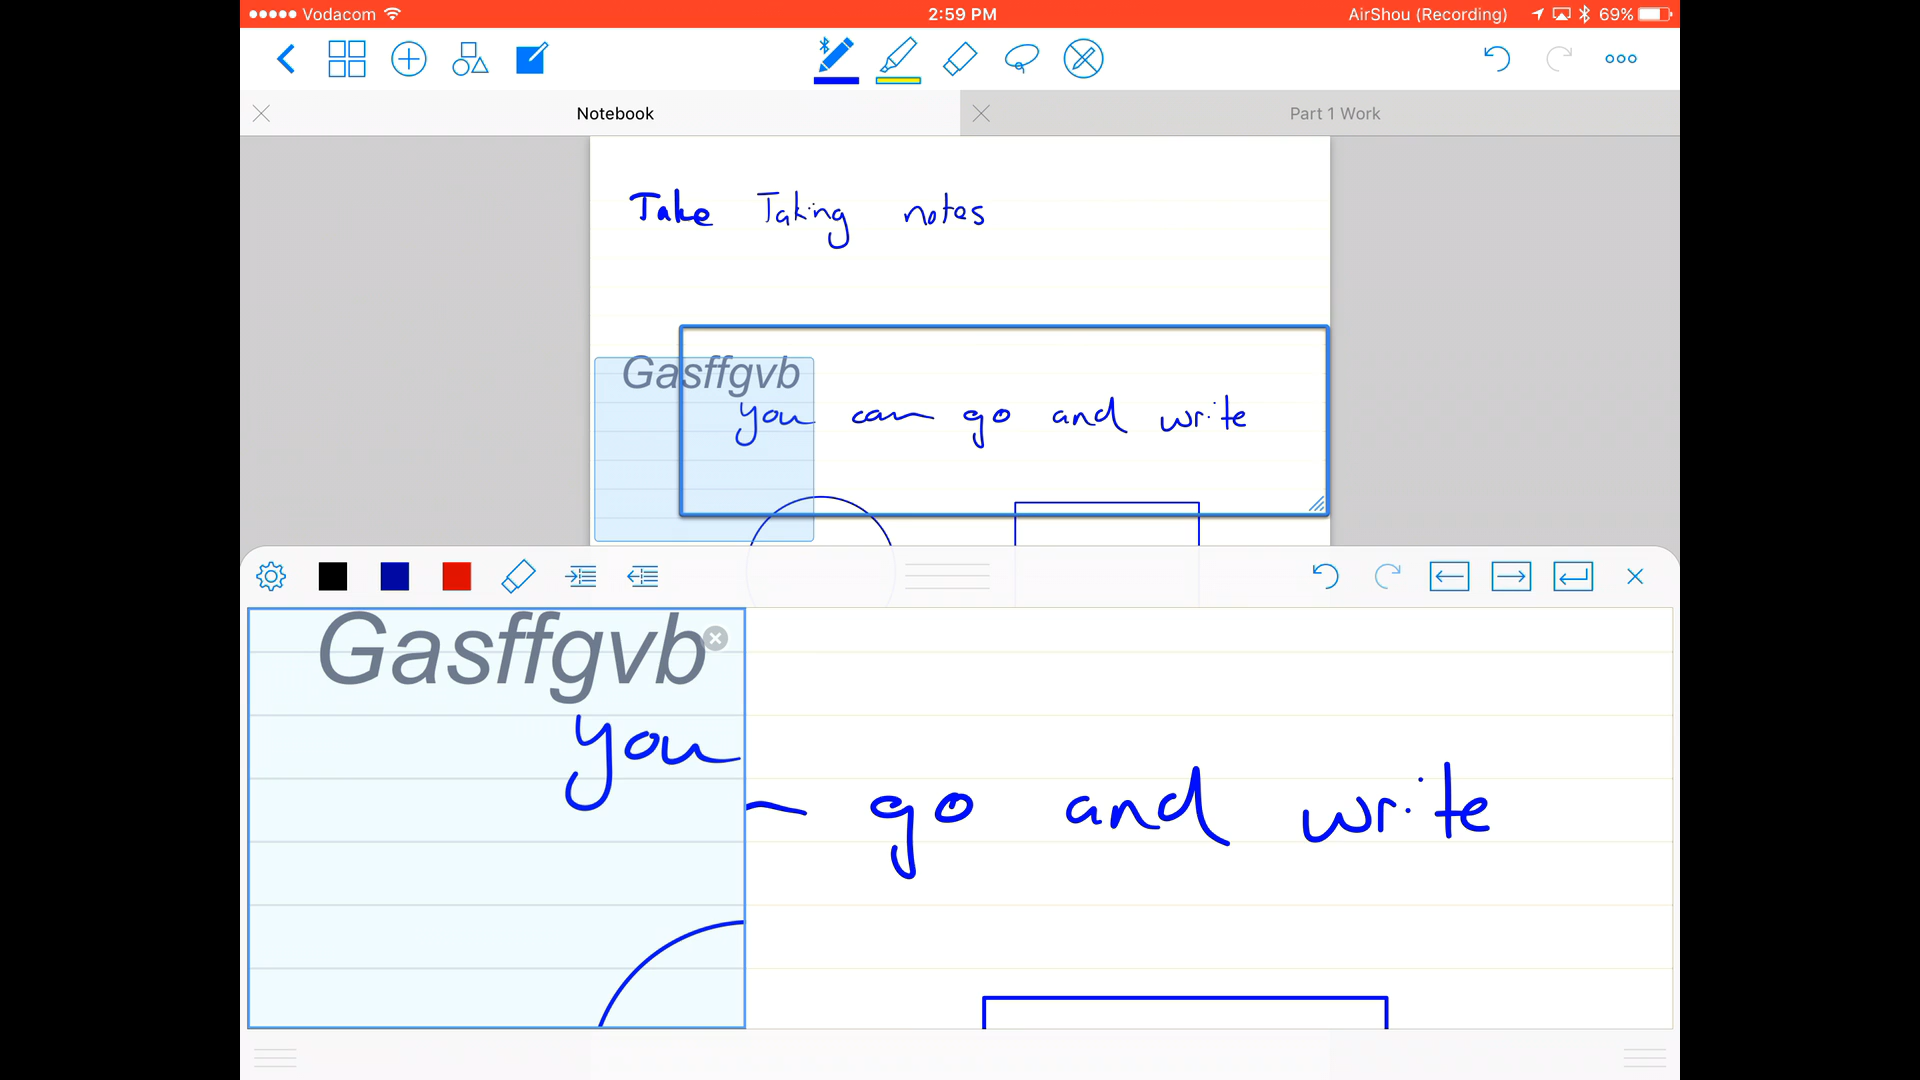 Vodacom 2:59 PM AirShou (Recording) 69%
Notebook Part 1 Work
Take Taking notes
Gasffgvb
you can go and write
Gasffgvb
you
go and write